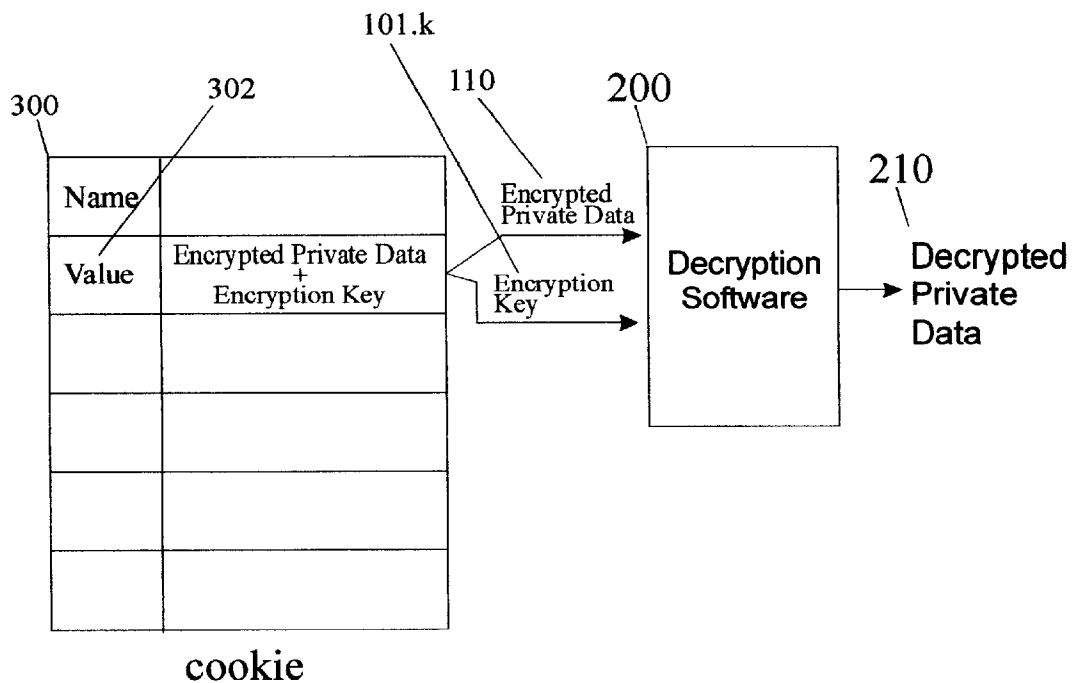 101.k
302
110
200
300
210
Name
Encrypted
Private Data
Value
Encrypted Private Data
+
Encryption Key
Encryption
Key
Decryption
Software
Decrypted
Private
Data
cookie